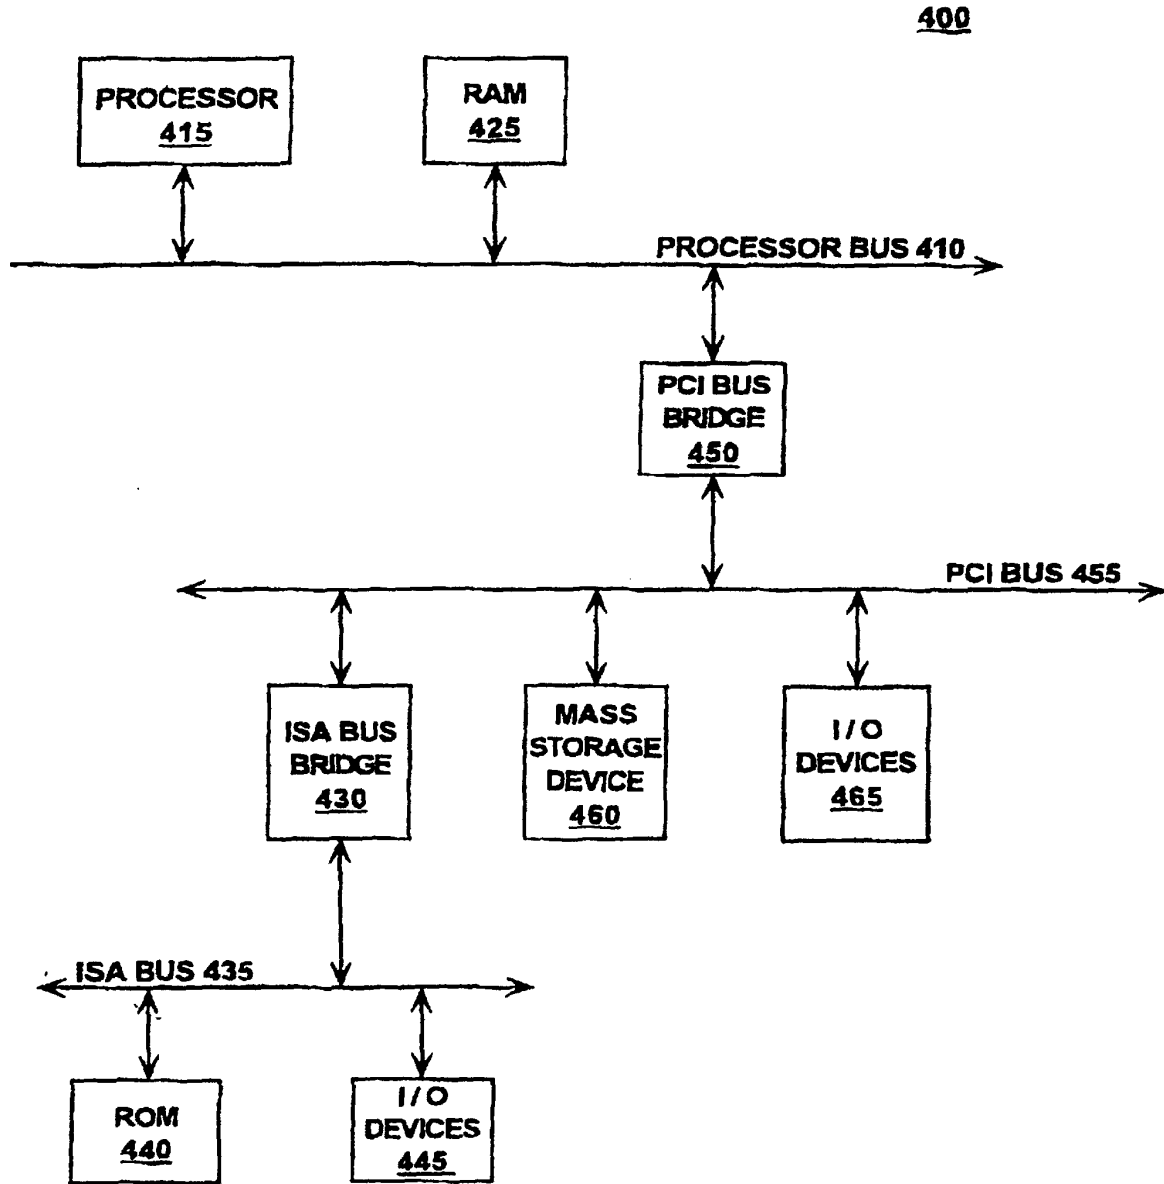 400
PROCESSOR
415
RAM
425
PROCESSOR BUS 410
PCI BUS
BRIDGE
450
PCI BUS 455
ISA BUS
BRIDGE
430
MASS
STORAGE
DEVICE
460
I / O
DEVICES
465
ISA BUS 435
ROM
440
I / O
DEVICES
445